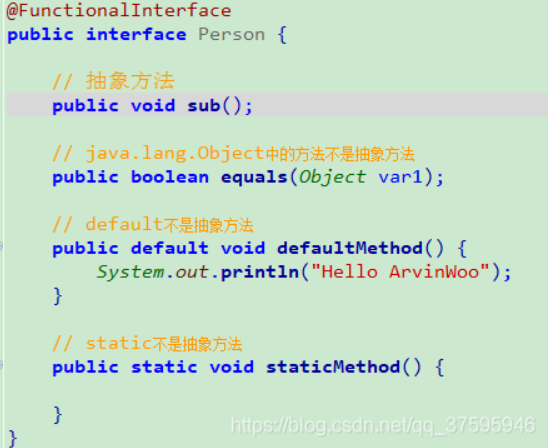 @FunctionalInterface
public interface Person {
// 抽象方法
public void sub();
// java.lang.Object中的方法不是抽象方法
public boolean equals(Object var1);
// default不是抽象方法
public default void defaultMethod() {
System.out.println("Hello ArvinWoo");
}
// static不是抽象方法
public static void staticMethod() {
}
}
https://blog.csdn.net/qq_37595946